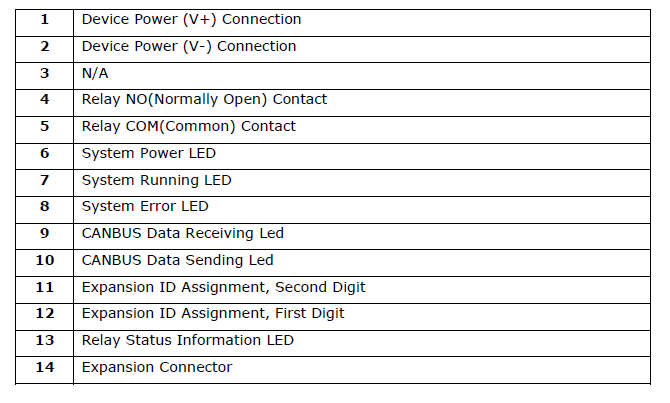 1 Device Power (V+) Connection
2 Device Power (V-) Connection
3 N/A
4 Relay NO(Normally Open) Contact
5 Relay COM(Common) Contact
6 System Power LED
7 System Running LED
8 System Error LED
9 CANBUS Data Receiving Led
10 CANBUS Data Sending Led
11 Expansion ID Assignment, Second Digit
12 Expansion ID Assignment, First Digit
13 Relay Status Information LED
14 Expansion Connector